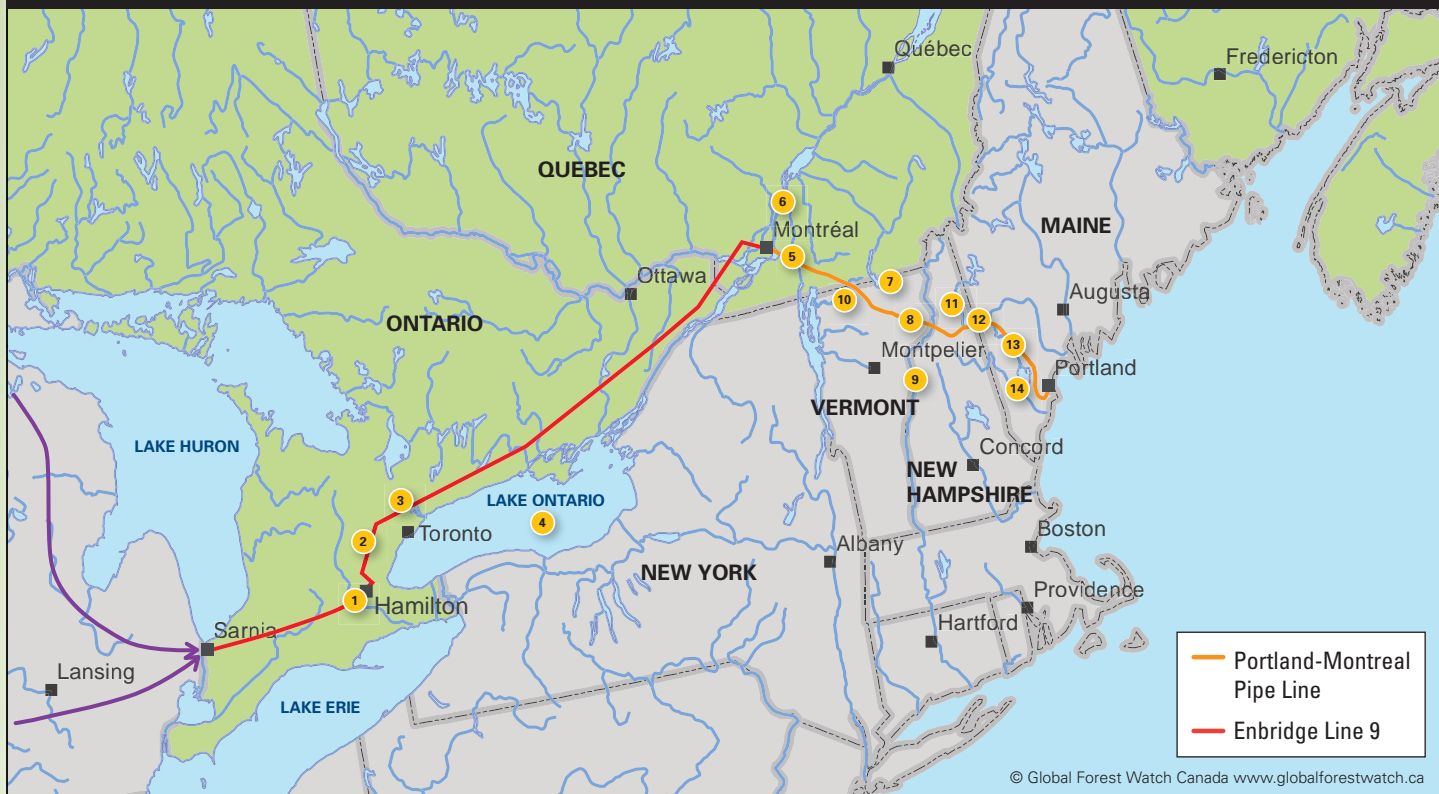 Québec
Fredericton
QUEBEC
6
Montréal
MAINE
5
Ottawa
7
10
11
Augusta
ONTARIO
8
12
Montpelier
13
Portland
9
14
VERMONT
LAKE HURON
Concord
NEW
HAMPSHIRE
3
LAKE ONTARIO
4
Toronto
2
Boston
Albany
NEW YORK
1
Hamilton
Providence
Hartford
Sarnia
Lansing
LAKE ERIE
Portland-Montreal
Pipe Line
Enbridge Line 9
© Global Forest Watch Canada www.globalforestwatch.ca